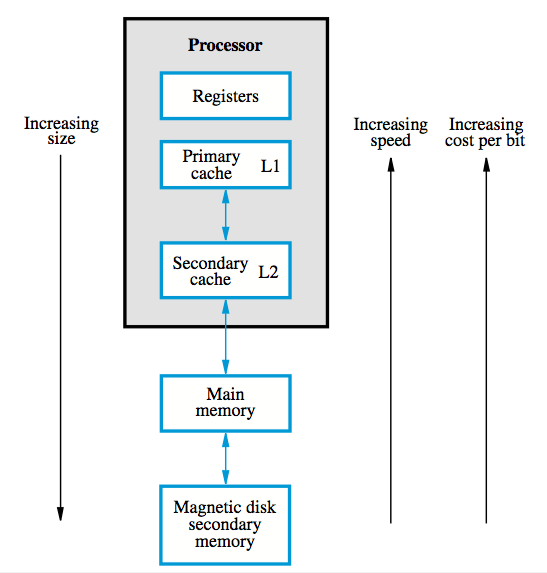 Processor
Registers
Increasing
size
Increasing
speed
Increasing
cost per bit
Primary
cache
L1
Secondary
cache
L2
Main
memory
Magnetic disk
secondary
memory